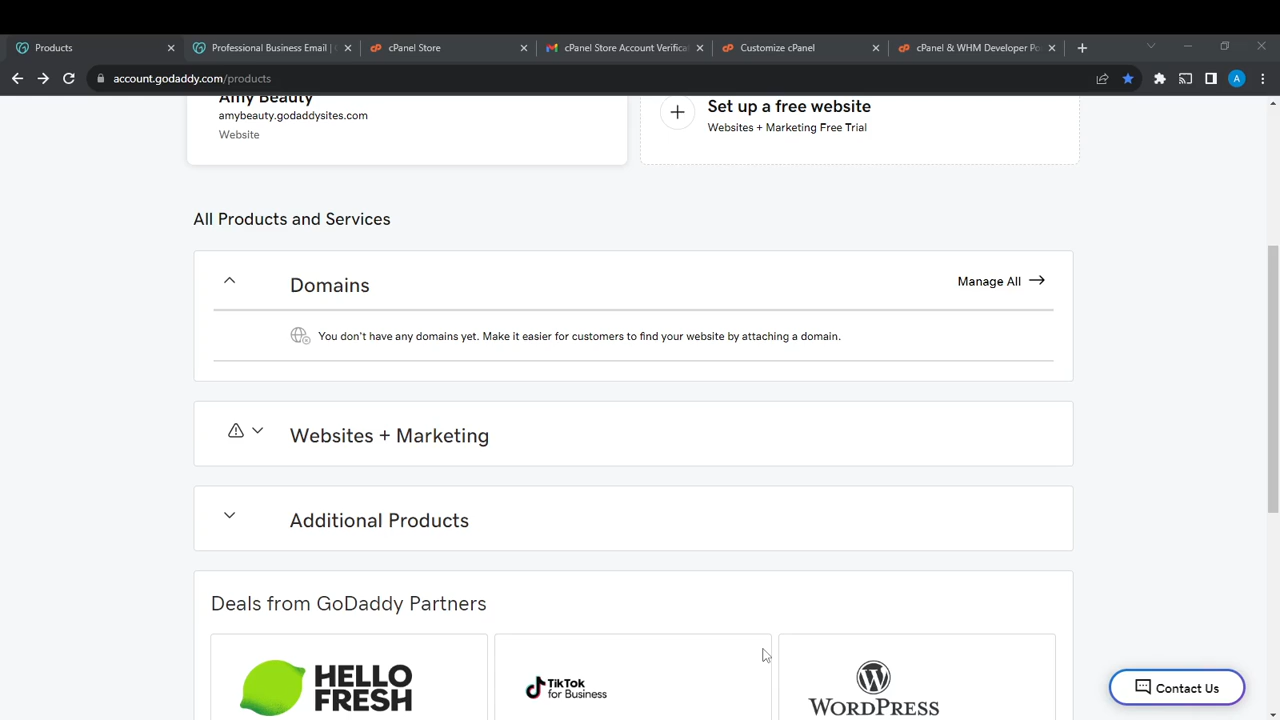 Products
Professional Business Email |
cPanel Store
cPanel Store Account Verifica
Customize cPanel
cPanel & WHM Developer Po
account.godaddy.com/products
A
Amy Beauty
amybeauty.godaddysites.com
Website
Set up a free website
Websites + Marketing Free Trial
All Products and Services
Domains
Manage All
You don't have any domains yet. Make it easier for customers to find your website by attaching a domain.
Websites + Marketing
Additional Products
Deals from GoDaddy Partners
HELLO
FRESH
TikTok
for Business
WORDPRESS
Contact Us